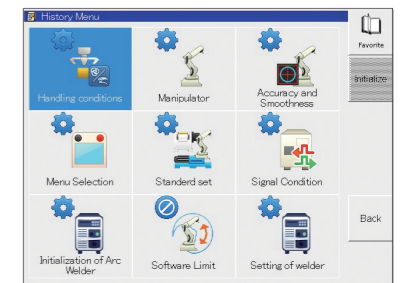 History Menu
Favorite
Initialize
Handling conditions
Manipulator
Accuracy and
Smoothness
Menu Selection
Standerd set
Signal Condition
Back
Initialization of Arc
Welder
Software Limit
Setting of welder